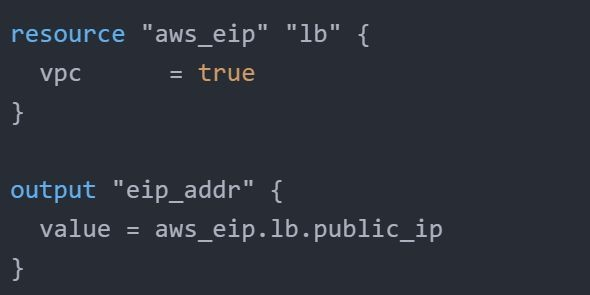 resource "aws_eip" "lb" {
  vpc      = true
}

output "eip_addr" {
  value = aws_eip.lb.public_ip
}